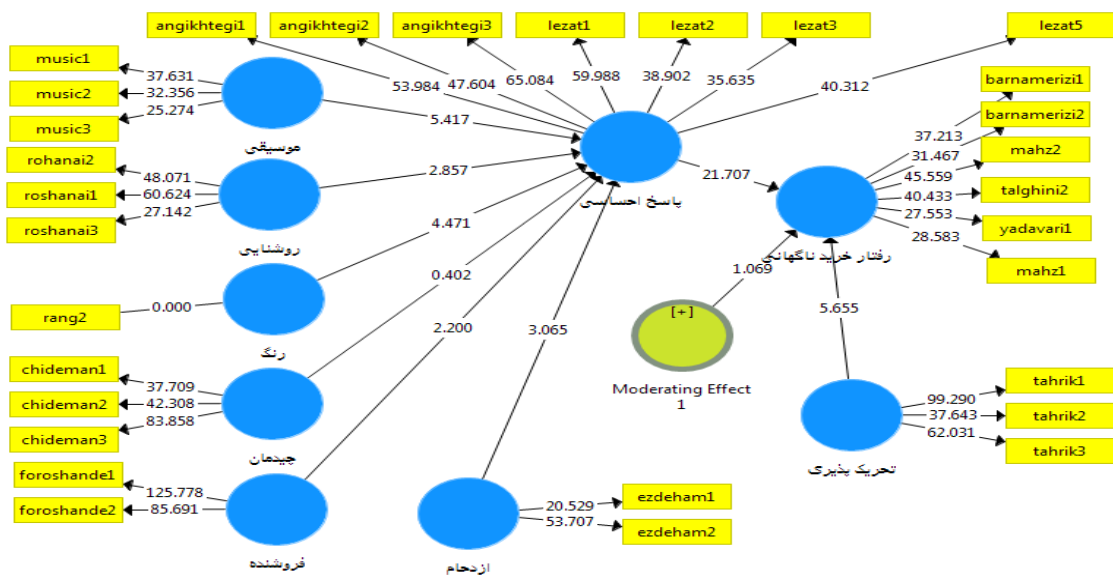 angikhtegi1
angikhtegi2
angikhtegi3
lezat1
lezat2
lezat3
lezat5
music1
music2
music3
37.631
32.356
25.274
موسیقی
53.984
47.604
65.084
59.988
38.902
35.635
40.312
5.417
پاسخ احساسی
barnamerizi1
barnamerizi2
mahz2
talghini2
yadavari1
mahz1
37.213
31.467
45.559
40.433
27.553
28.583
21.707
رفتار خرید ناگهانی
rohanai2
roshanai1
roshanai3
48.071
60.624
27.142
روشنایی
2.857
rang2
0.000
رنگ
4.471
0.402
2.200
3.065
1.069
5.655
[+]
Moderating Effect
1
chideman1
chideman2
chideman3
37.709
42.308
83.858
چیدمان
foroshande1
foroshande2
125.778
85.691
فروشنده
ezdeham1
ezdeham2
20.529
53.707
ازدحام
tahrik1
tahrik2
tahrik3
99.290
37.643
62.031
تحریک پذیری